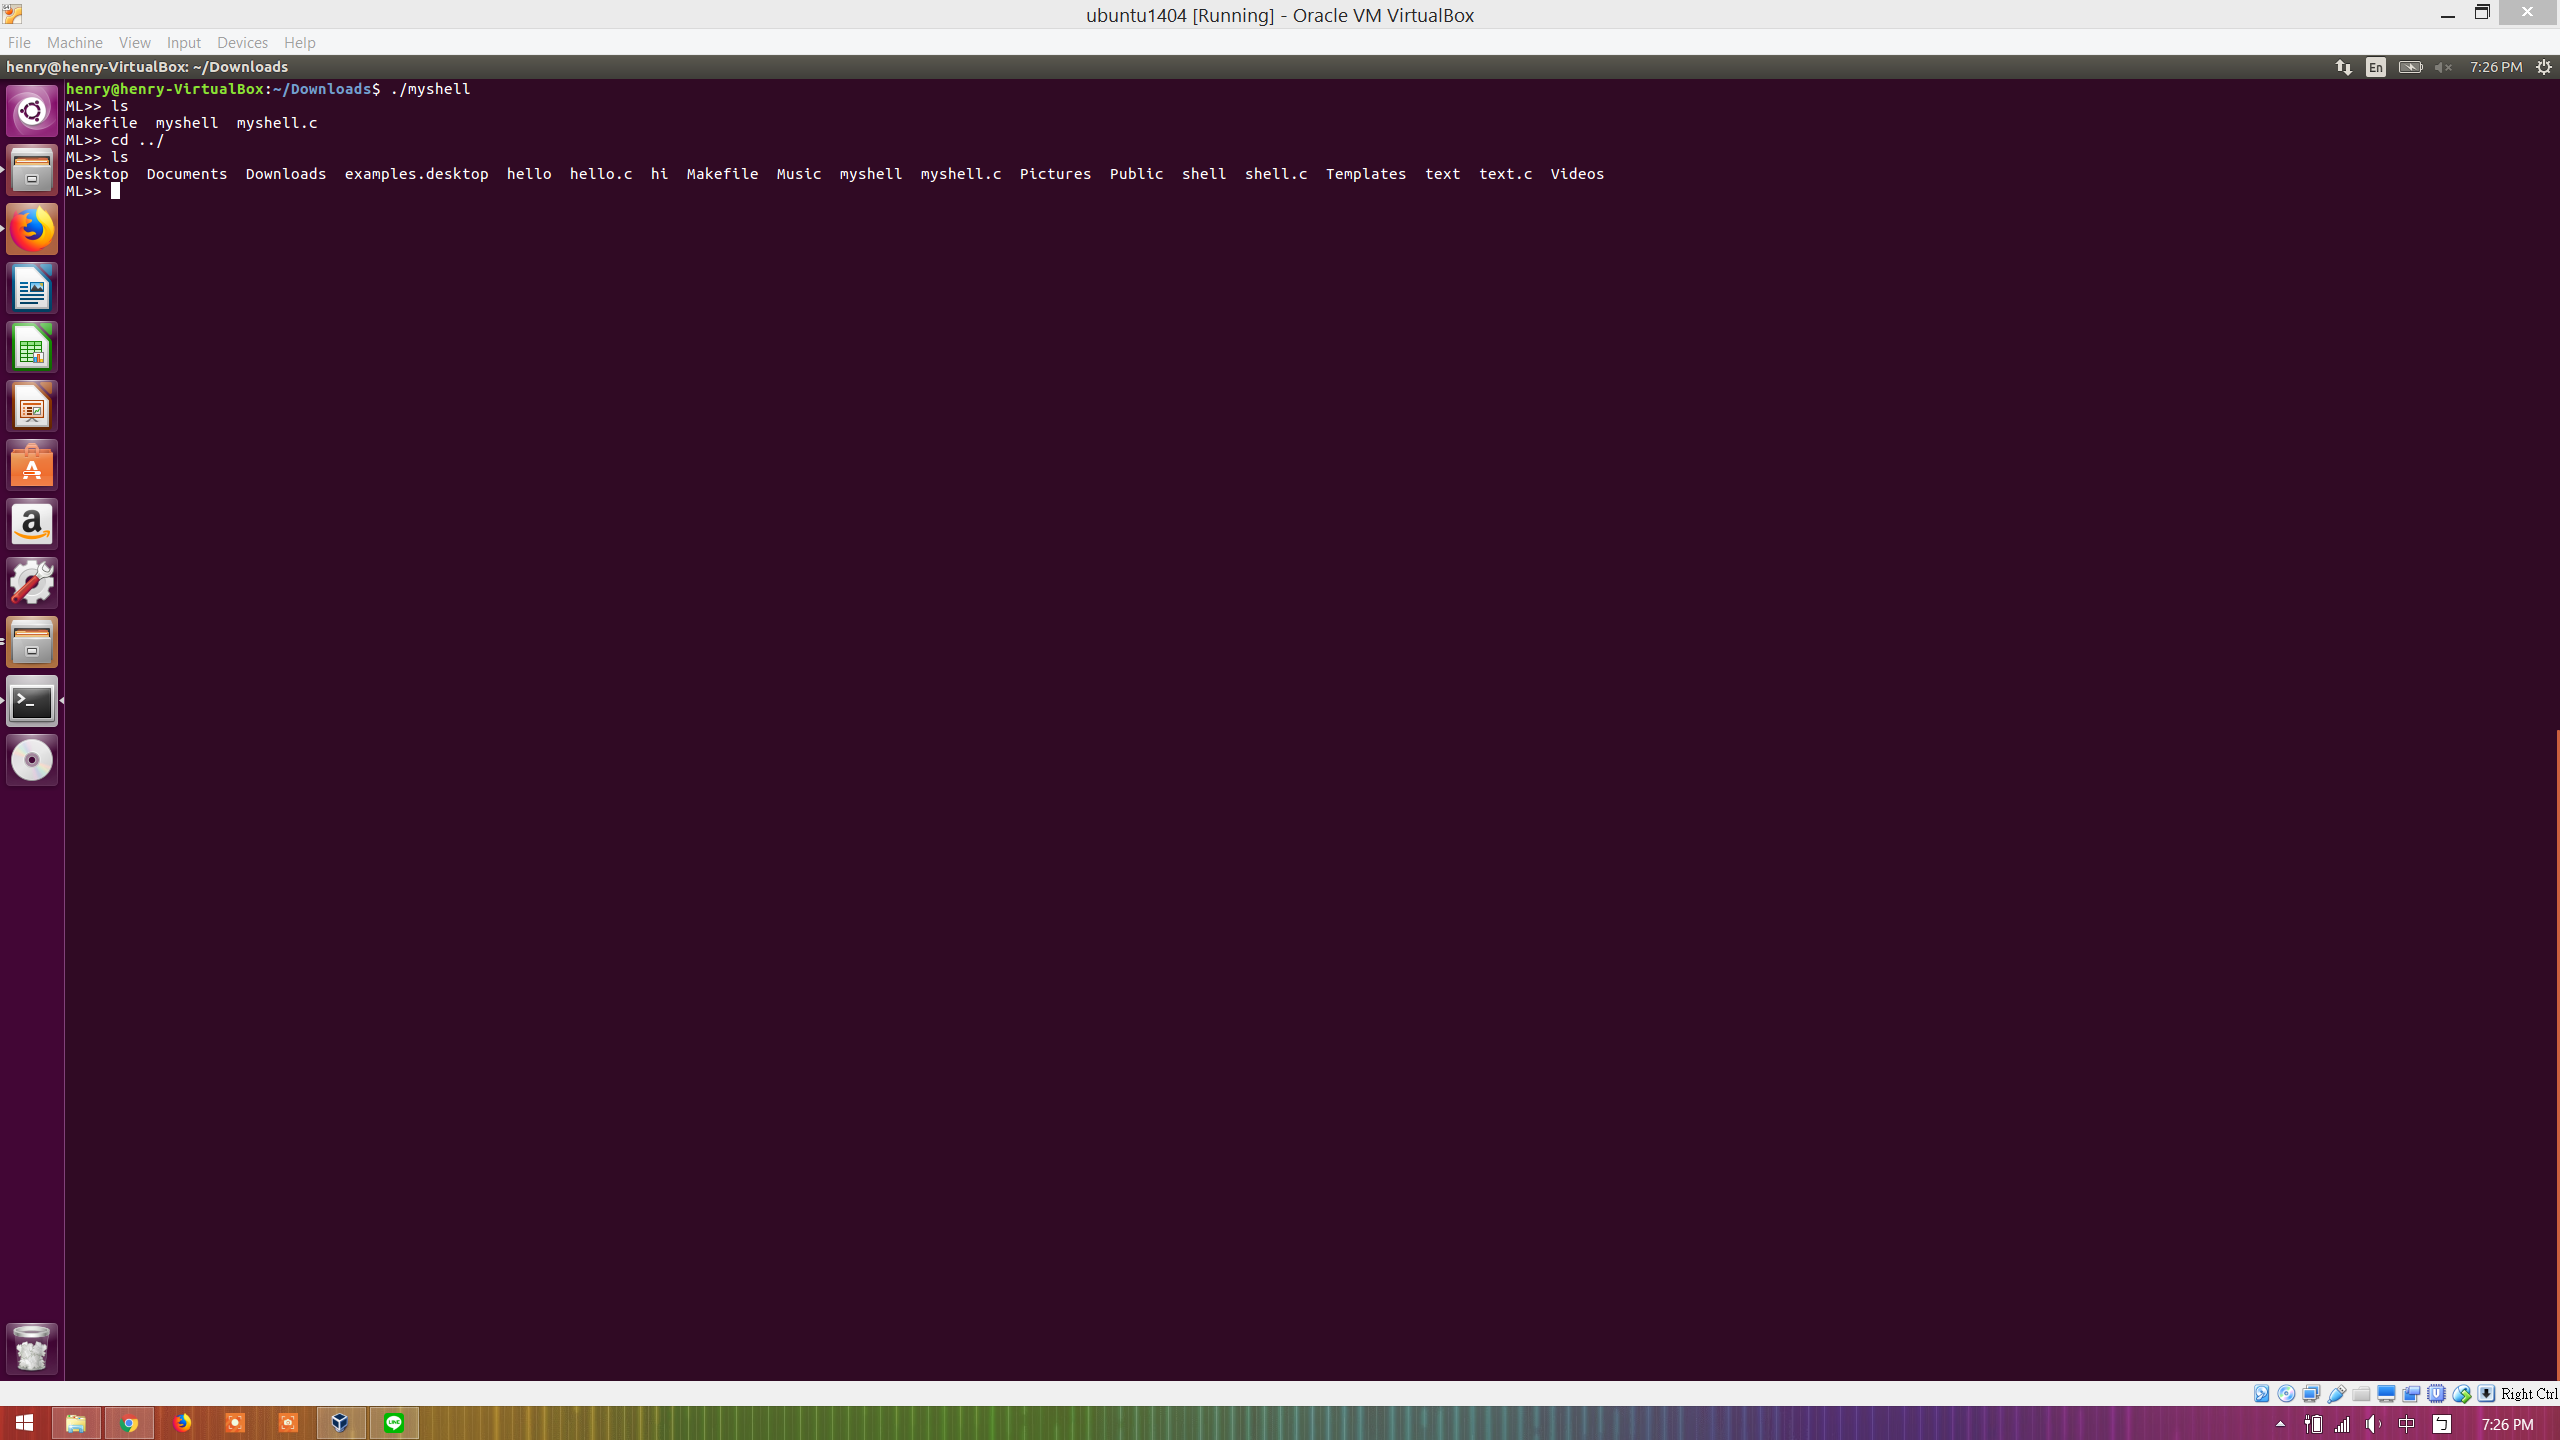 ubuntu1404 [Running] - Oracle VM VirtualBox
File Machine View Input Devices Help
henry@henry-VirtualBox: ~/Downloads
En 7:26 PM
henry@henry-VirtualBox:~/Downloads$ ./myshell
ML>> ls
Makefile  myshell  myshell.c
ML>> cd ../
ML>> ls
Desktop  Documents  Downloads  examples.desktop  hello  hello.c  hi  Makefile  Music  myshell  myshell.c  Pictures  Public  shell  shell.c  Templates  text  text.c  Videos
ML>>
Right Ctrl
LINE
中 ㄅ 7:26 PM